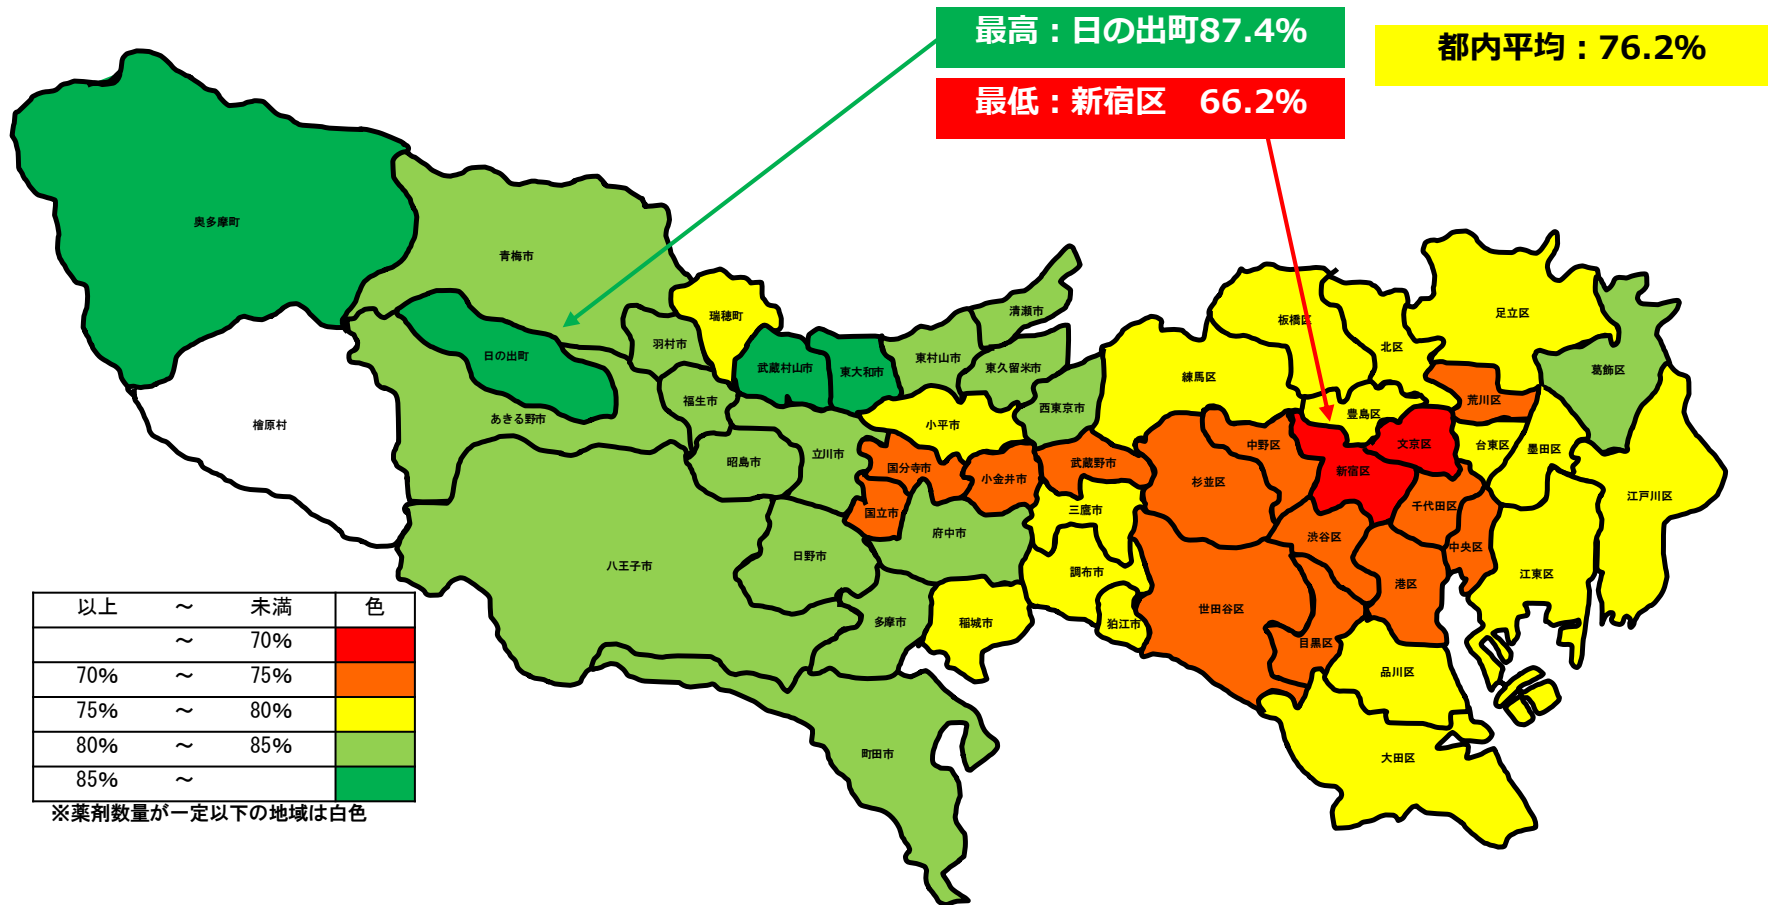 最高：日の出町87.4%
都内平均：76.2%
最低：新宿区　66.2%
奥多摩町
青梅市
瑞穂町
清瀬市
足立区
板橋区
北区
羽村市
日の出町
武蔵村山市
東大和市
東村山市
東久留米市
練馬区
葛飾区
檜原村
あきる野市
福生市
小平市
西東京市
豊島区
荒川区
昭島市
立川市
国分寺市
小金井市
武蔵野市
杉並区
中野区
新宿区
文京区
台東区
墨田区
江戸川区
国立市
府中市
三鷹市
千代田区
八王子市
日野市
調布市
渋谷区
港区
中央区
江東区
多摩市
稲城市
狛江市
世田谷区
目黒区
品川区
町田市
大田区
以上　～　未満　色
～　70%
70%　～　75%
75%　～　80%
80%　～　85%
85%　～
※薬剤数量が一定以下の地域は白色